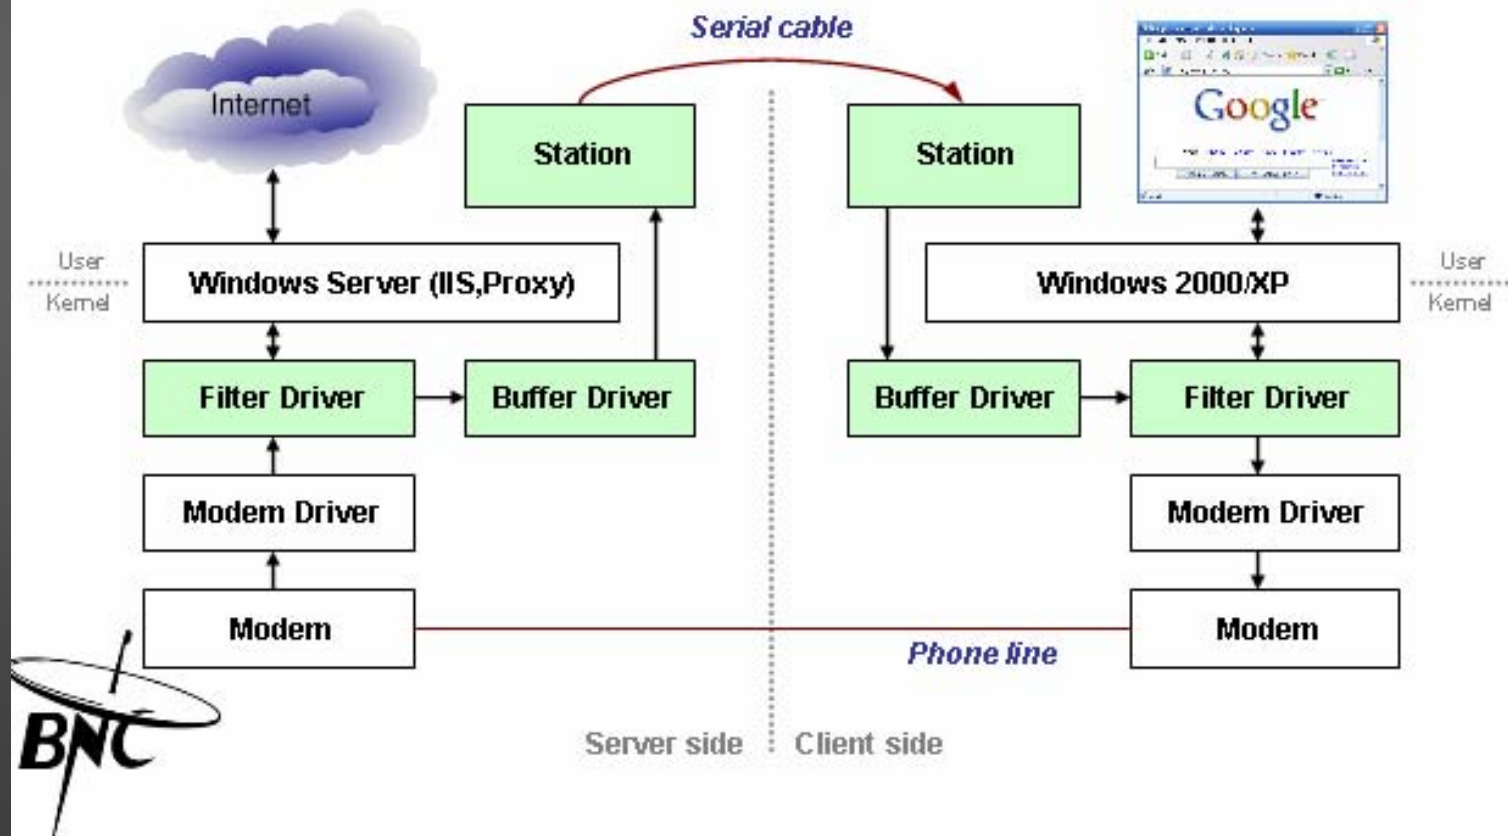 Serial cable
Internet
Google
Station
Station
User
Kernel
Windows Server (IIS,Proxy)
Windows 2000/XP
User
Kernel
Filter Driver
Buffer Driver
Buffer Driver
Filter Driver
Modem Driver
Modem Driver
Modem
Modem
Phone line
BNC
Server side
Client side